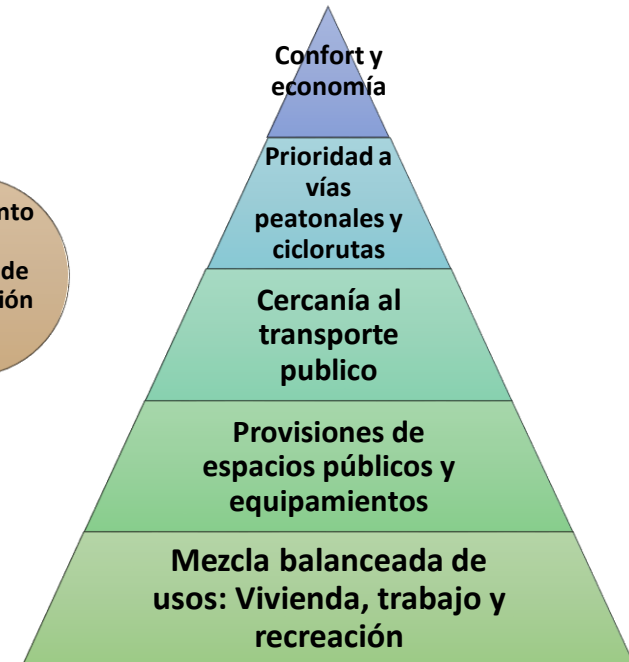 Confort y
economía
Prioridad a
vías
peatonales y
ciclorutas
Cercanía al
transporte
publico
Provisiones de
espacios públicos y
equipamientos
Mezcla balanceada de
usos: Vivienda, trabajo y
recreación
de